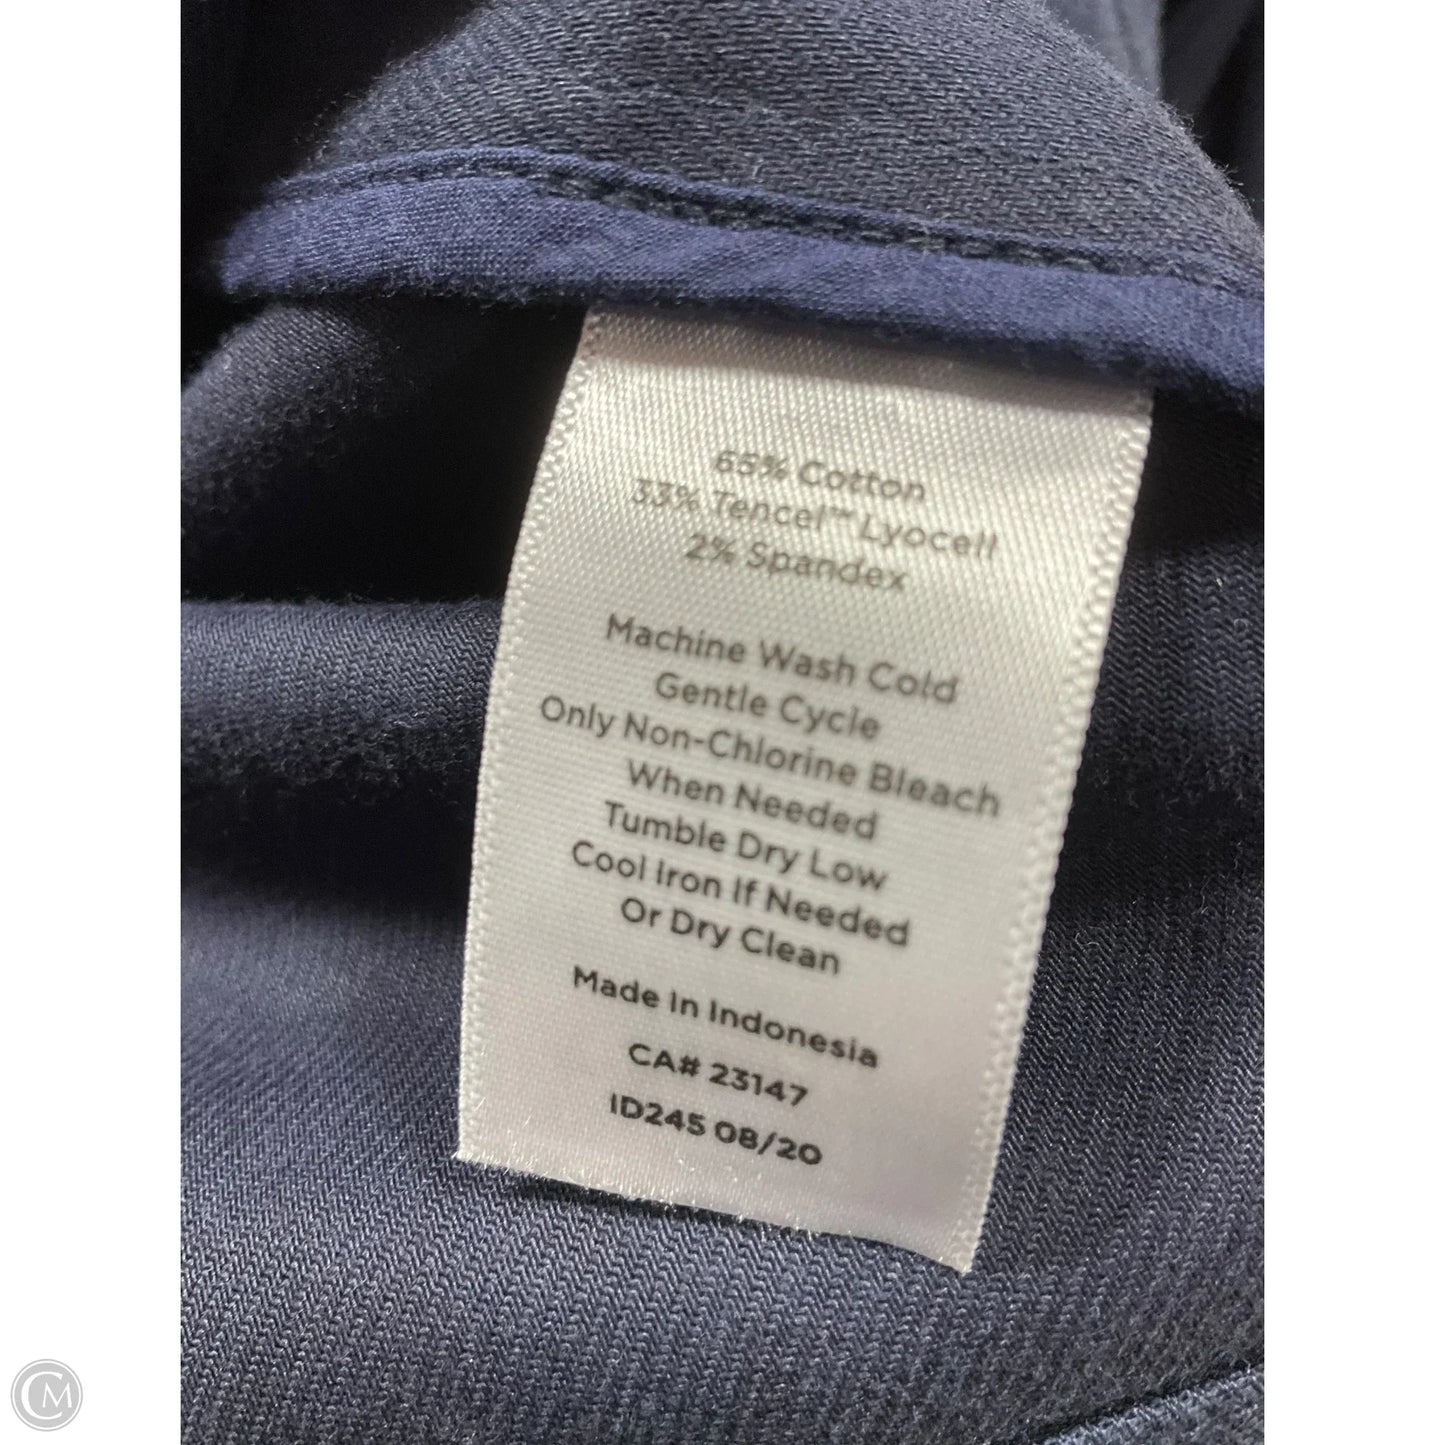 65% Cotton
33% Tencel™ Lyocell
2% Spandex
Machine Wash Cold
Gentle Cycle
Only Non-Chlorine Bleach
When Needed
Tumble Dry Low
Cool Iron If Needed
Or Dry Clean
Made In Indonesia
CA# 23147
ID245 08/20
CM